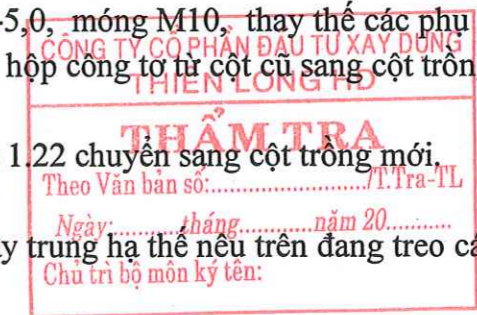 -5,0, móng M10, thay thế các phụ
CÔNG TY CỔ PHẦN ĐẦU TƯ XÂY DỰNG
hộp công tơ từ cột cũ sang cột trồn
THIÊN LONG HD
THẨM TRA
1.22 chuyển sang cột trồng mới.
Theo Văn bản số:......................../T.Tra-TL
Ngày:..........tháng..........năm 20..........
y trung hạ thế nêu trên đang treo cá
Chủ trì bộ môn ký tên: